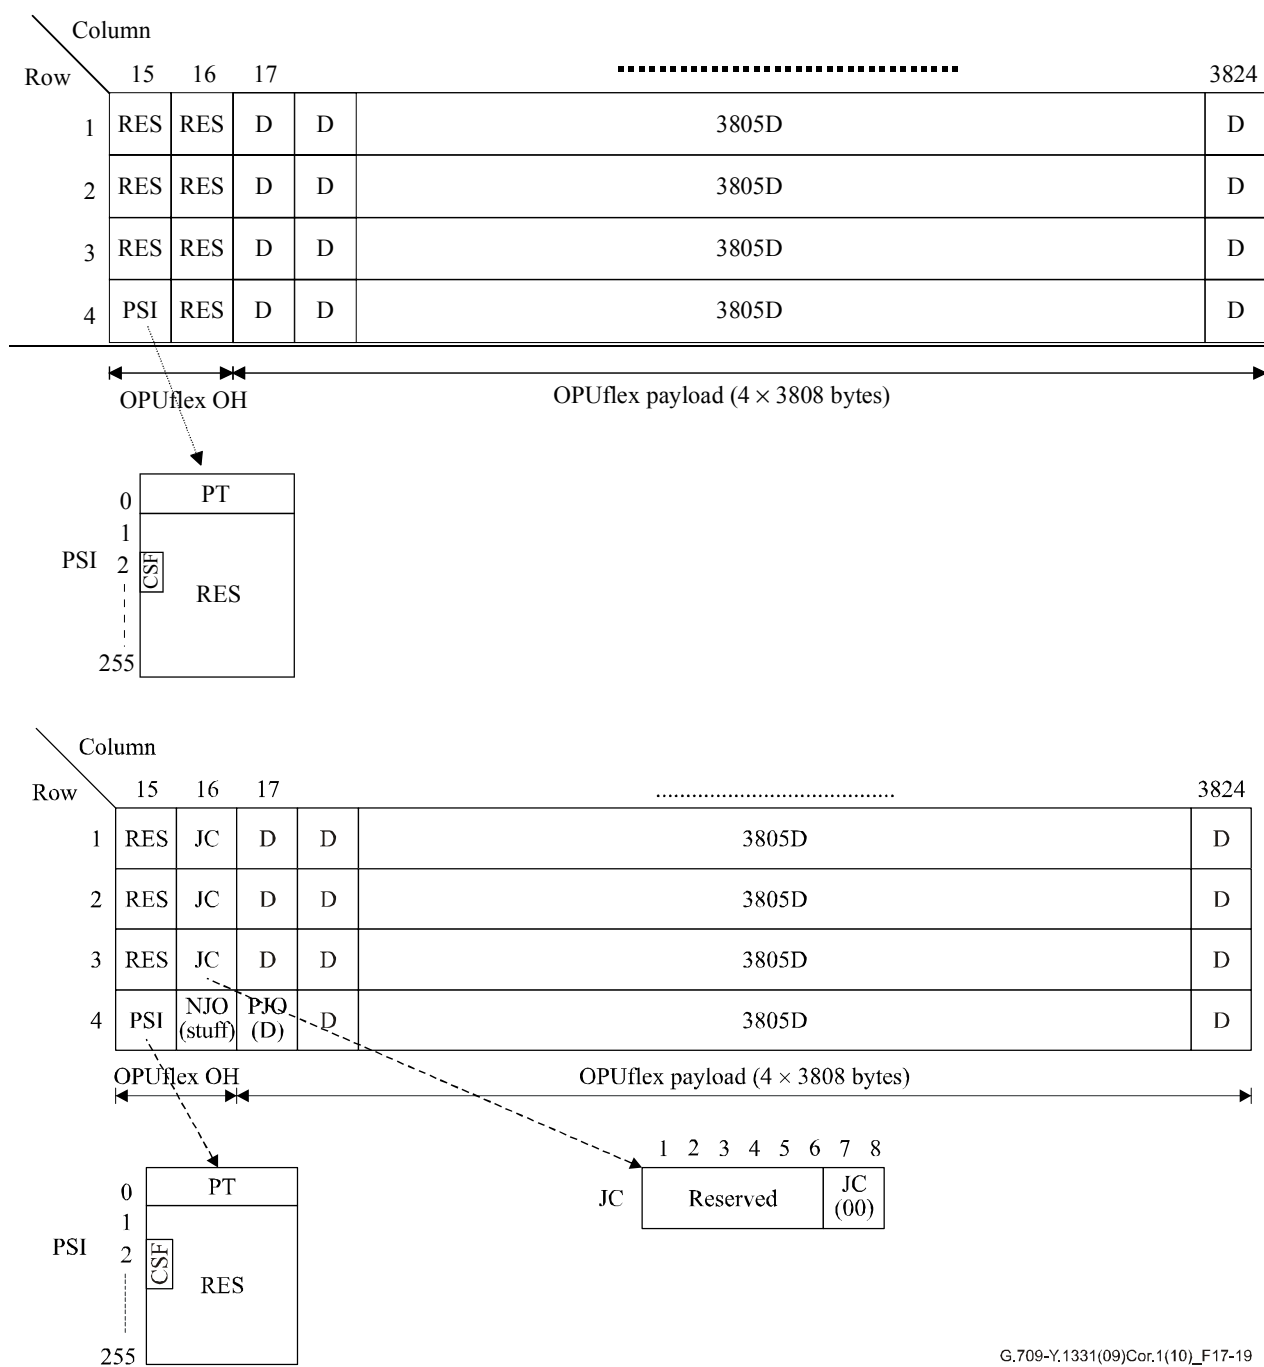 Column
Row 15 16 17 3824
1 RES RES D D 3805D D
2 RES RES D D 3805D D
3 RES RES D D 3805D D
4 PSI RES D D 3805D D
OPUflex OH OPUflex payload (4 × 3808 bytes)
0 PT
1
PSI 2 CSF
RES
255
Column
Row 15 16 17 3824
1 RES JC D D 3805D D
2 RES JC D D 3805D D
3 RES JC D D 3805D D
4 PSI NJO (stuff) PJO (D) D 3805D D
OPUflex OH OPUflex payload (4 × 3808 bytes)
1 2 3 4 5 6 7 8
JC Reserved JC (00)
0 PT
1
PSI 2 CSF
RES
255
G.709-Y.1331(09)Cor.1(10)_F17-19